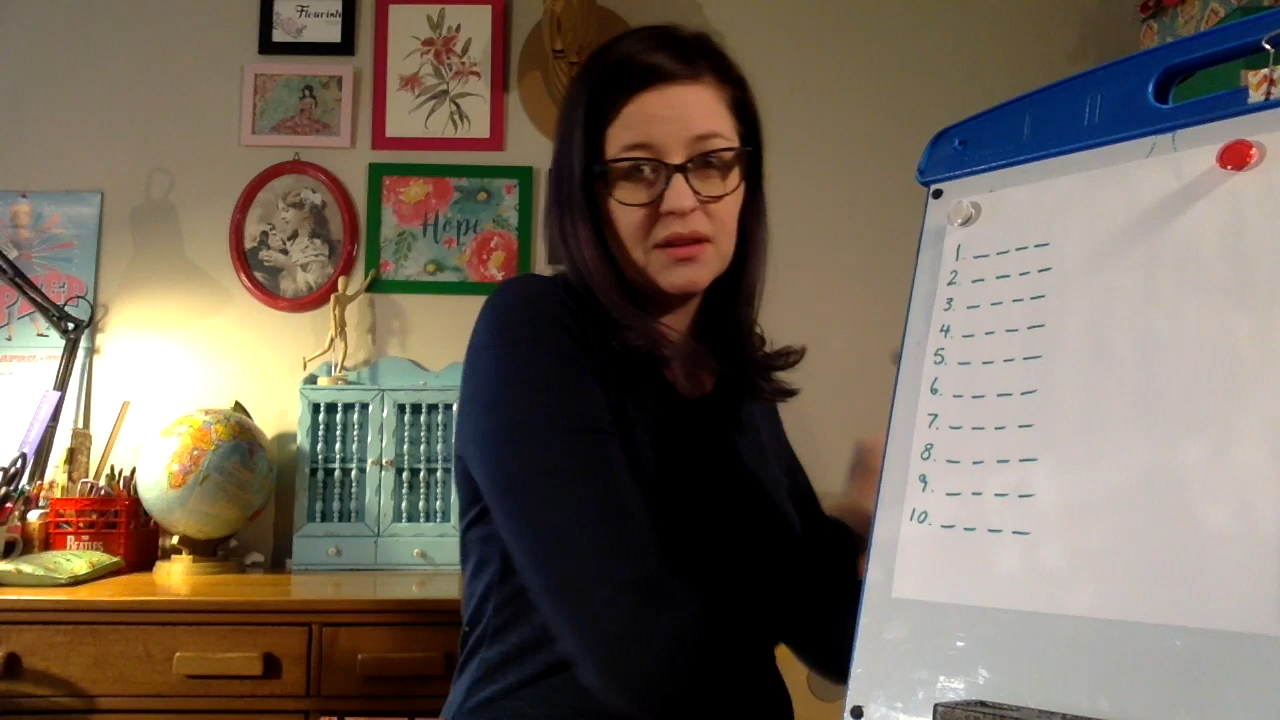 Flourish
Hope
BEATLES
1. _ _ _ _
2. _ _ _ _
3. _ _ _ _
4. _ _ _ _
5. _ _ _ _
6. _ _ _ _
7. _ _ _ _
8. _ _ _ _
9. _ _ _ _
10. _ _ _ _